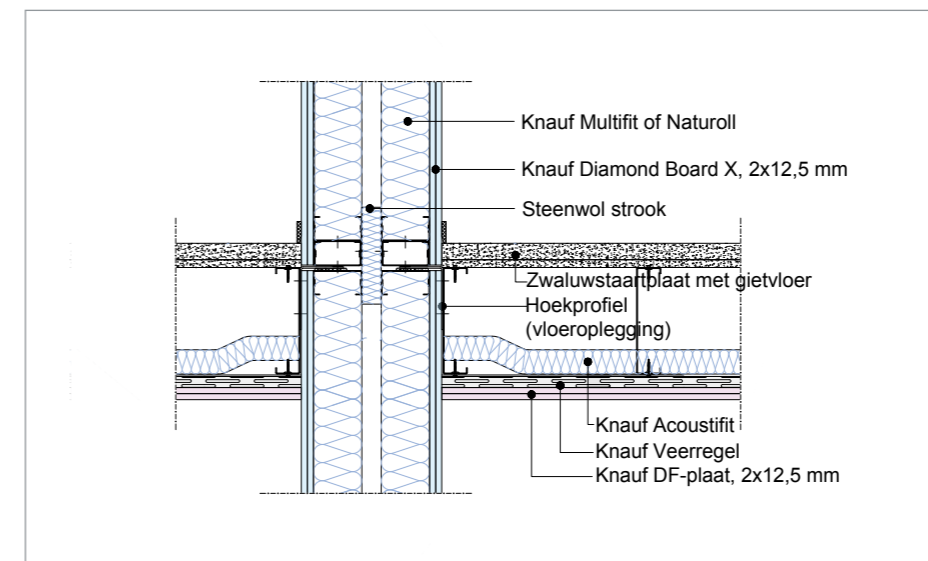 Knauf Multifit of Naturoll
Knauf Diamond Board X, 2x12,5 mm
Steenwol strook
Zwaluwstaartplaat met gietvloer
Hoekprofiel
(vloeroplegging)
Knauf Acoustifit
Knauf Veerregel
Knauf DF-plaat, 2x12,5 mm